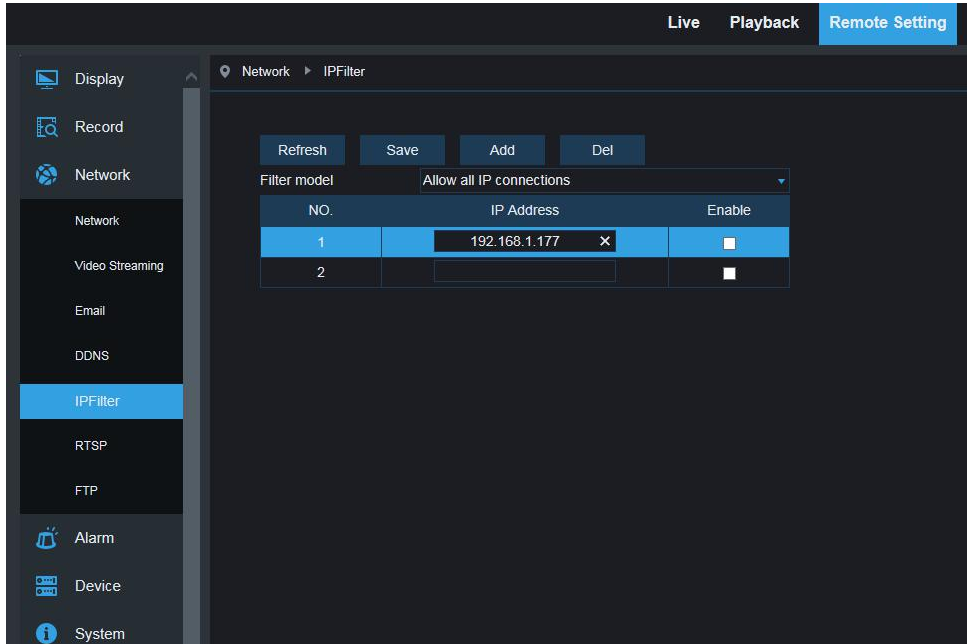 Live Playback Remote Setting
Display
Record
Network
Network
Video Streaming
Email
DDNS
IPFilter
RTSP
FTP
Alarm
Device
System
Network IPFilter
Refresh Save Add Del
Filter model Allow all IP connections
NO. IP Address Enable
1 192.168.1.177
2